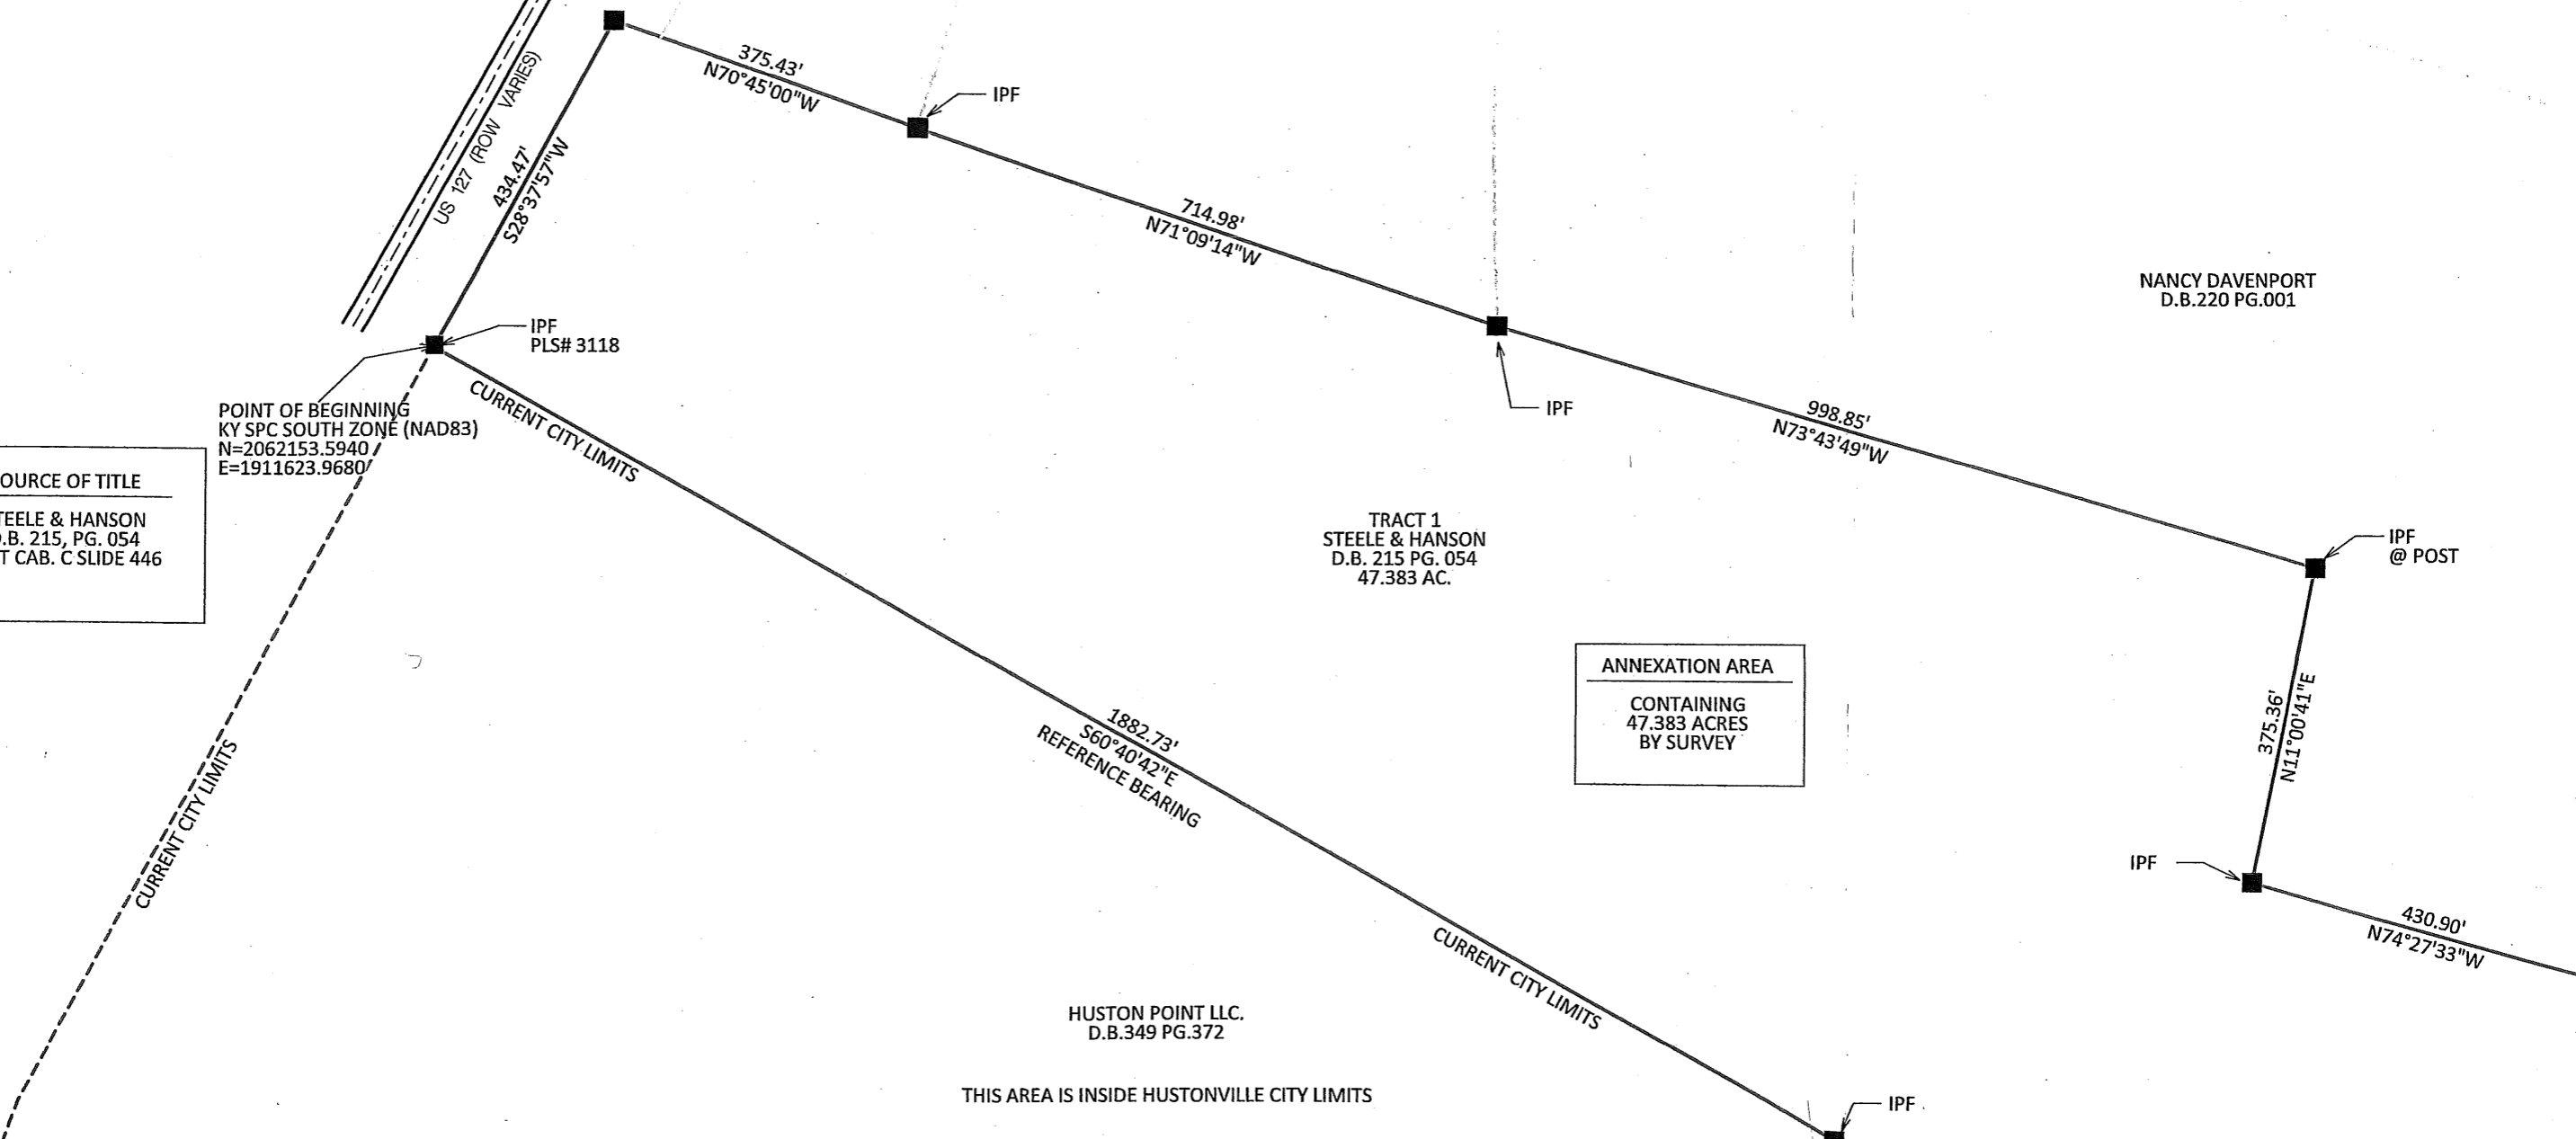 US 127 (ROW VARIES)
434.47'
S28°37'57"W
375.43'
N70°45'00"W
IPF
714.98'
N71°09'14"W
IPF
998.85'
N73°43'49"W
NANCY DAVENPORT
D.B.220 PG.001
IPF
PLS# 3118
POINT OF BEGINNING
KY SPC SOUTH ZONE (NAD83)
N=2062153.5940
E=1911623.9680
CURRENT CITY LIMITS
OURCE OF TITLE
TEELE & HANSON
.B. 215, PG. 054
T CAB. C SLIDE 446
TRACT 1
STEELE & HANSON
D.B. 215 PG. 054
47.383 AC.
IPF
@ POST
ANNEXATION AREA
CONTAINING
47.383 ACRES
BY SURVEY
375.36'
N11°00'41"E
1882.73'
S60°40'42"E
REFERENCE BEARING
CURRENT CITY LIMITS
IPF
430.90'
N74°27'33"W
CURRENT CITY LIMITS
HUSTON POINT LLC.
D.B.349 PG.372
THIS AREA IS INSIDE HUSTONVILLE CITY LIMITS
IPF